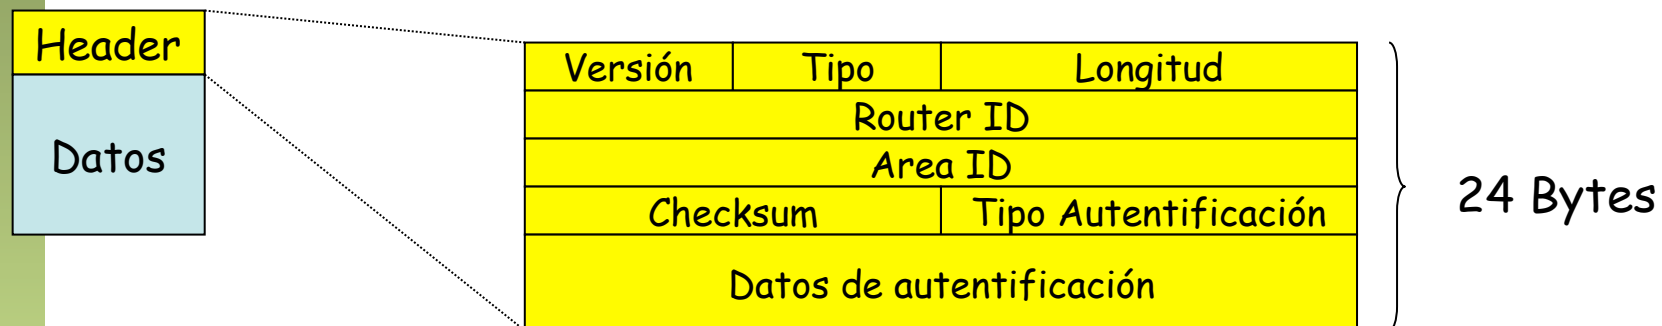 Header
Datos
Versión Tipo Longitud
Router ID
Area ID
Checksum Tipo Autentificación
Datos de autentificación
24 Bytes